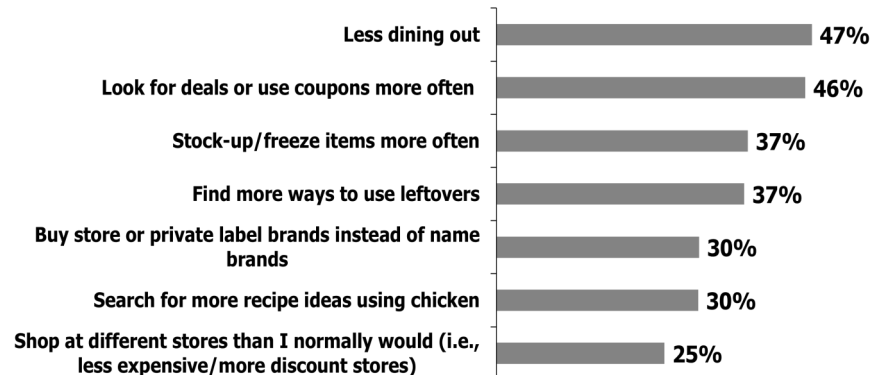 Less dining out 47%
Look for deals or use coupons more often 46%
Stock-up/freeze items more often 37%
Find more ways to use leftovers 37%
Buy store or private label brands instead of name
brands
30%
Search for more recipe ideas using chicken 30%
Shop at different stores than I normally would (i.e.,
less expensive/more discount stores)
25%